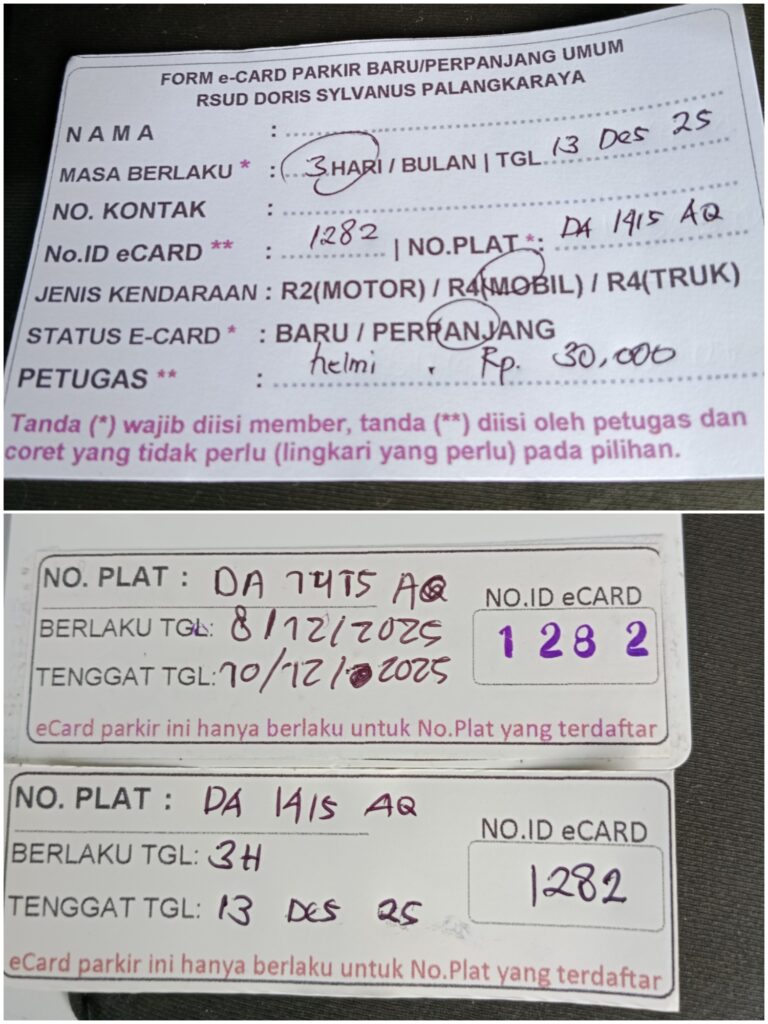 FORM e-CARD PARKIR BARU/PERPANJANG UMUM
RSUD DORIS SYLVANUS PALANGKARAYA
NAMA :
MASA BERLAKU * : 3 HARI / BULAN | TGL 13 Des 25
NO. KONTAK :
No.ID eCARD ** : 1282 | NO.PLAT *: DA 1415 AQ
JENIS KENDARAAN : R2(MOTOR) / R4(MOBIL) / R4(TRUK)
STATUS E-CARD * : BARU / PERPANJANG
PETUGAS ** : helmi . Rp. 30,000
Tanda (*) wajib diisi member, tanda (**) diisi oleh petugas dan
coret yang tidak perlu (lingkari yang perlu) pada pilihan.
NO. PLAT : DA 1415 AQ
NO.ID eCARD
BERLAKU TGL: 8/12/2025
1282
TENGGAT TGL: 10/12/2025
eCard parkir ini hanya berlaku untuk No.Plat yang terdaftar
NO. PLAT : DA 1415 AQ
NO.ID eCARD
BERLAKU TGL: 3H
1282
TENGGAT TGL: 13 Des 25
eCard parkir ini hanya berlaku untuk No.Plat yang terdaftar